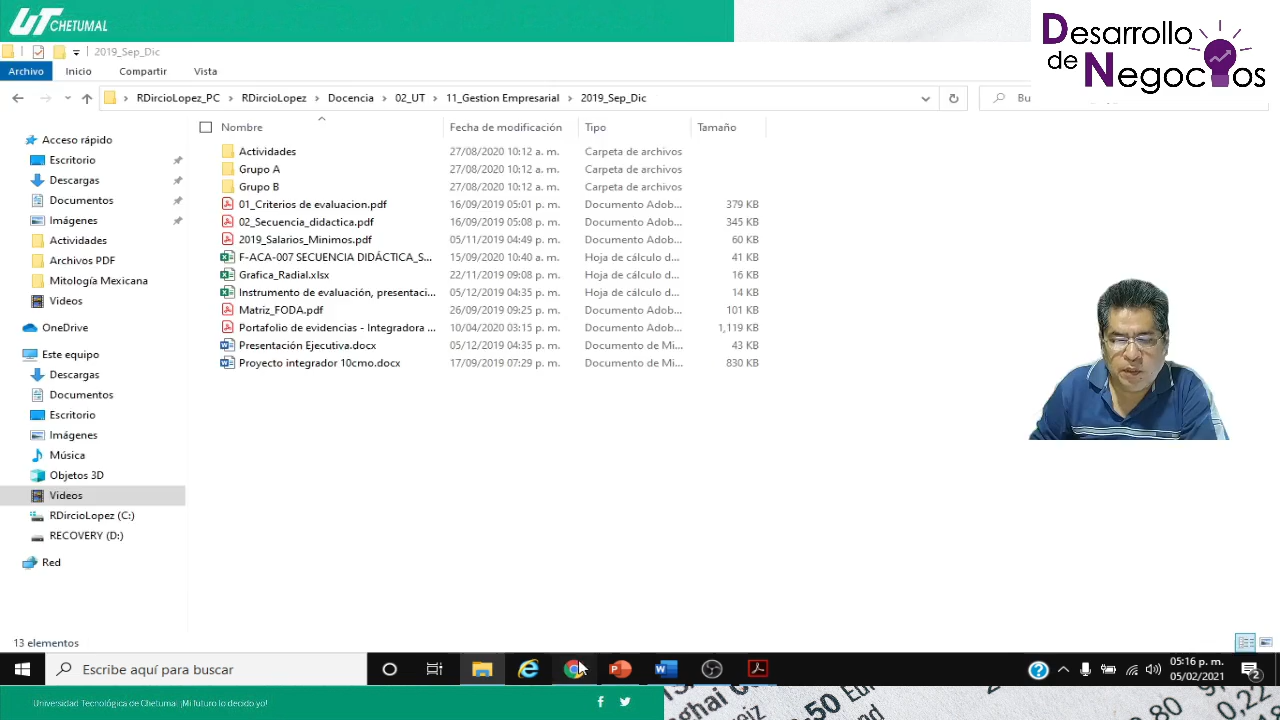 UT CHETUMAL
Desarrollo
de Negocios
2019_Sep_Dic
Archivo Inicio Compartir Vista
RDircioLopez_PC RDircioLopez Docencia 02_UT 11_Gestion Empresarial 2019_Sep_Dic Bu
Nombre Fecha de modificación Tipo Tamaño
Acceso rápido
Escritorio
Descargas
Documentos
Imágenes
Actividades
Archivos PDF
Mitología Mexicana
Videos
OneDrive
Este equipo
Descargas
Documentos
Escritorio
Imágenes
Música
Objetos 3D
Videos
RDircioLopez (C:)
RECOVERY (D:)
Red
Actividades 27/08/2020 10:12 a. m. Carpeta de archivos
Grupo A 27/08/2020 10:12 a. m. Carpeta de archivos
Grupo B 27/08/2020 10:12 a. m. Carpeta de archivos
01_Criterios de evaluacion.pdf 16/09/2019 05:01 p. m. Documento Adob... 379 KB
02_Secuencia_didactica.pdf 16/09/2019 05:08 p. m. Documento Adob... 345 KB
2019_Salarios_Minimos.pdf 05/11/2019 04:49 p. m. Documento Adob... 60 KB
F-ACA-007 SECUENCIA DIDÁCTICA_S... 15/09/2020 10:40 a. m. Hoja de cálculo d... 41 KB
Grafica_Radial.xlsx 22/11/2019 09:08 p. m. Hoja de cálculo d... 16 KB
Instrumento de evaluación, presentaci... 05/12/2019 04:35 p. m. Hoja de cálculo d... 14 KB
Matriz_FODA.pdf 26/09/2019 09:25 p. m. Documento Adob... 101 KB
Portafolio de evidencias - Integradora ... 10/04/2020 03:15 p. m. Documento Adob... 1,119 KB
Presentación Ejecutiva.docx 05/12/2019 04:35 p. m. Documento de Mi... 43 KB
Proyecto integrador 10cmo.docx 17/09/2019 07:29 p. m. Documento de Mi... 830 KB
13 elementos
Escribe aquí para buscar
05:16 p. m.
05/02/2021
Universidad Tecnológica de Chetumal. ¡Mi futuro lo decido yo!